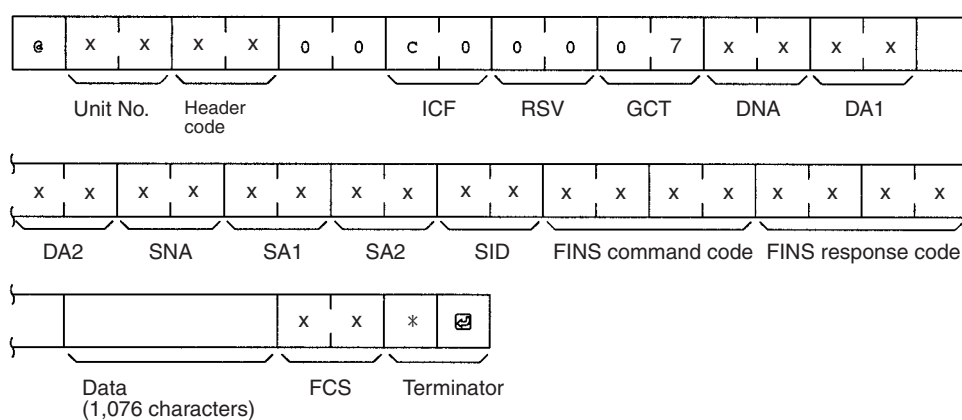 @ X X X X 0 0 C 0 0 0 0 7 X X X X
Unit No. Header code ICF RSV GCT DNA DA1
X X X X X X X X X X X X X X X X X X
DA2 SNA SA1 SA2 SID FINS command code FINS response code
X X * ↵
Data (1,076 characters) FCS Terminator